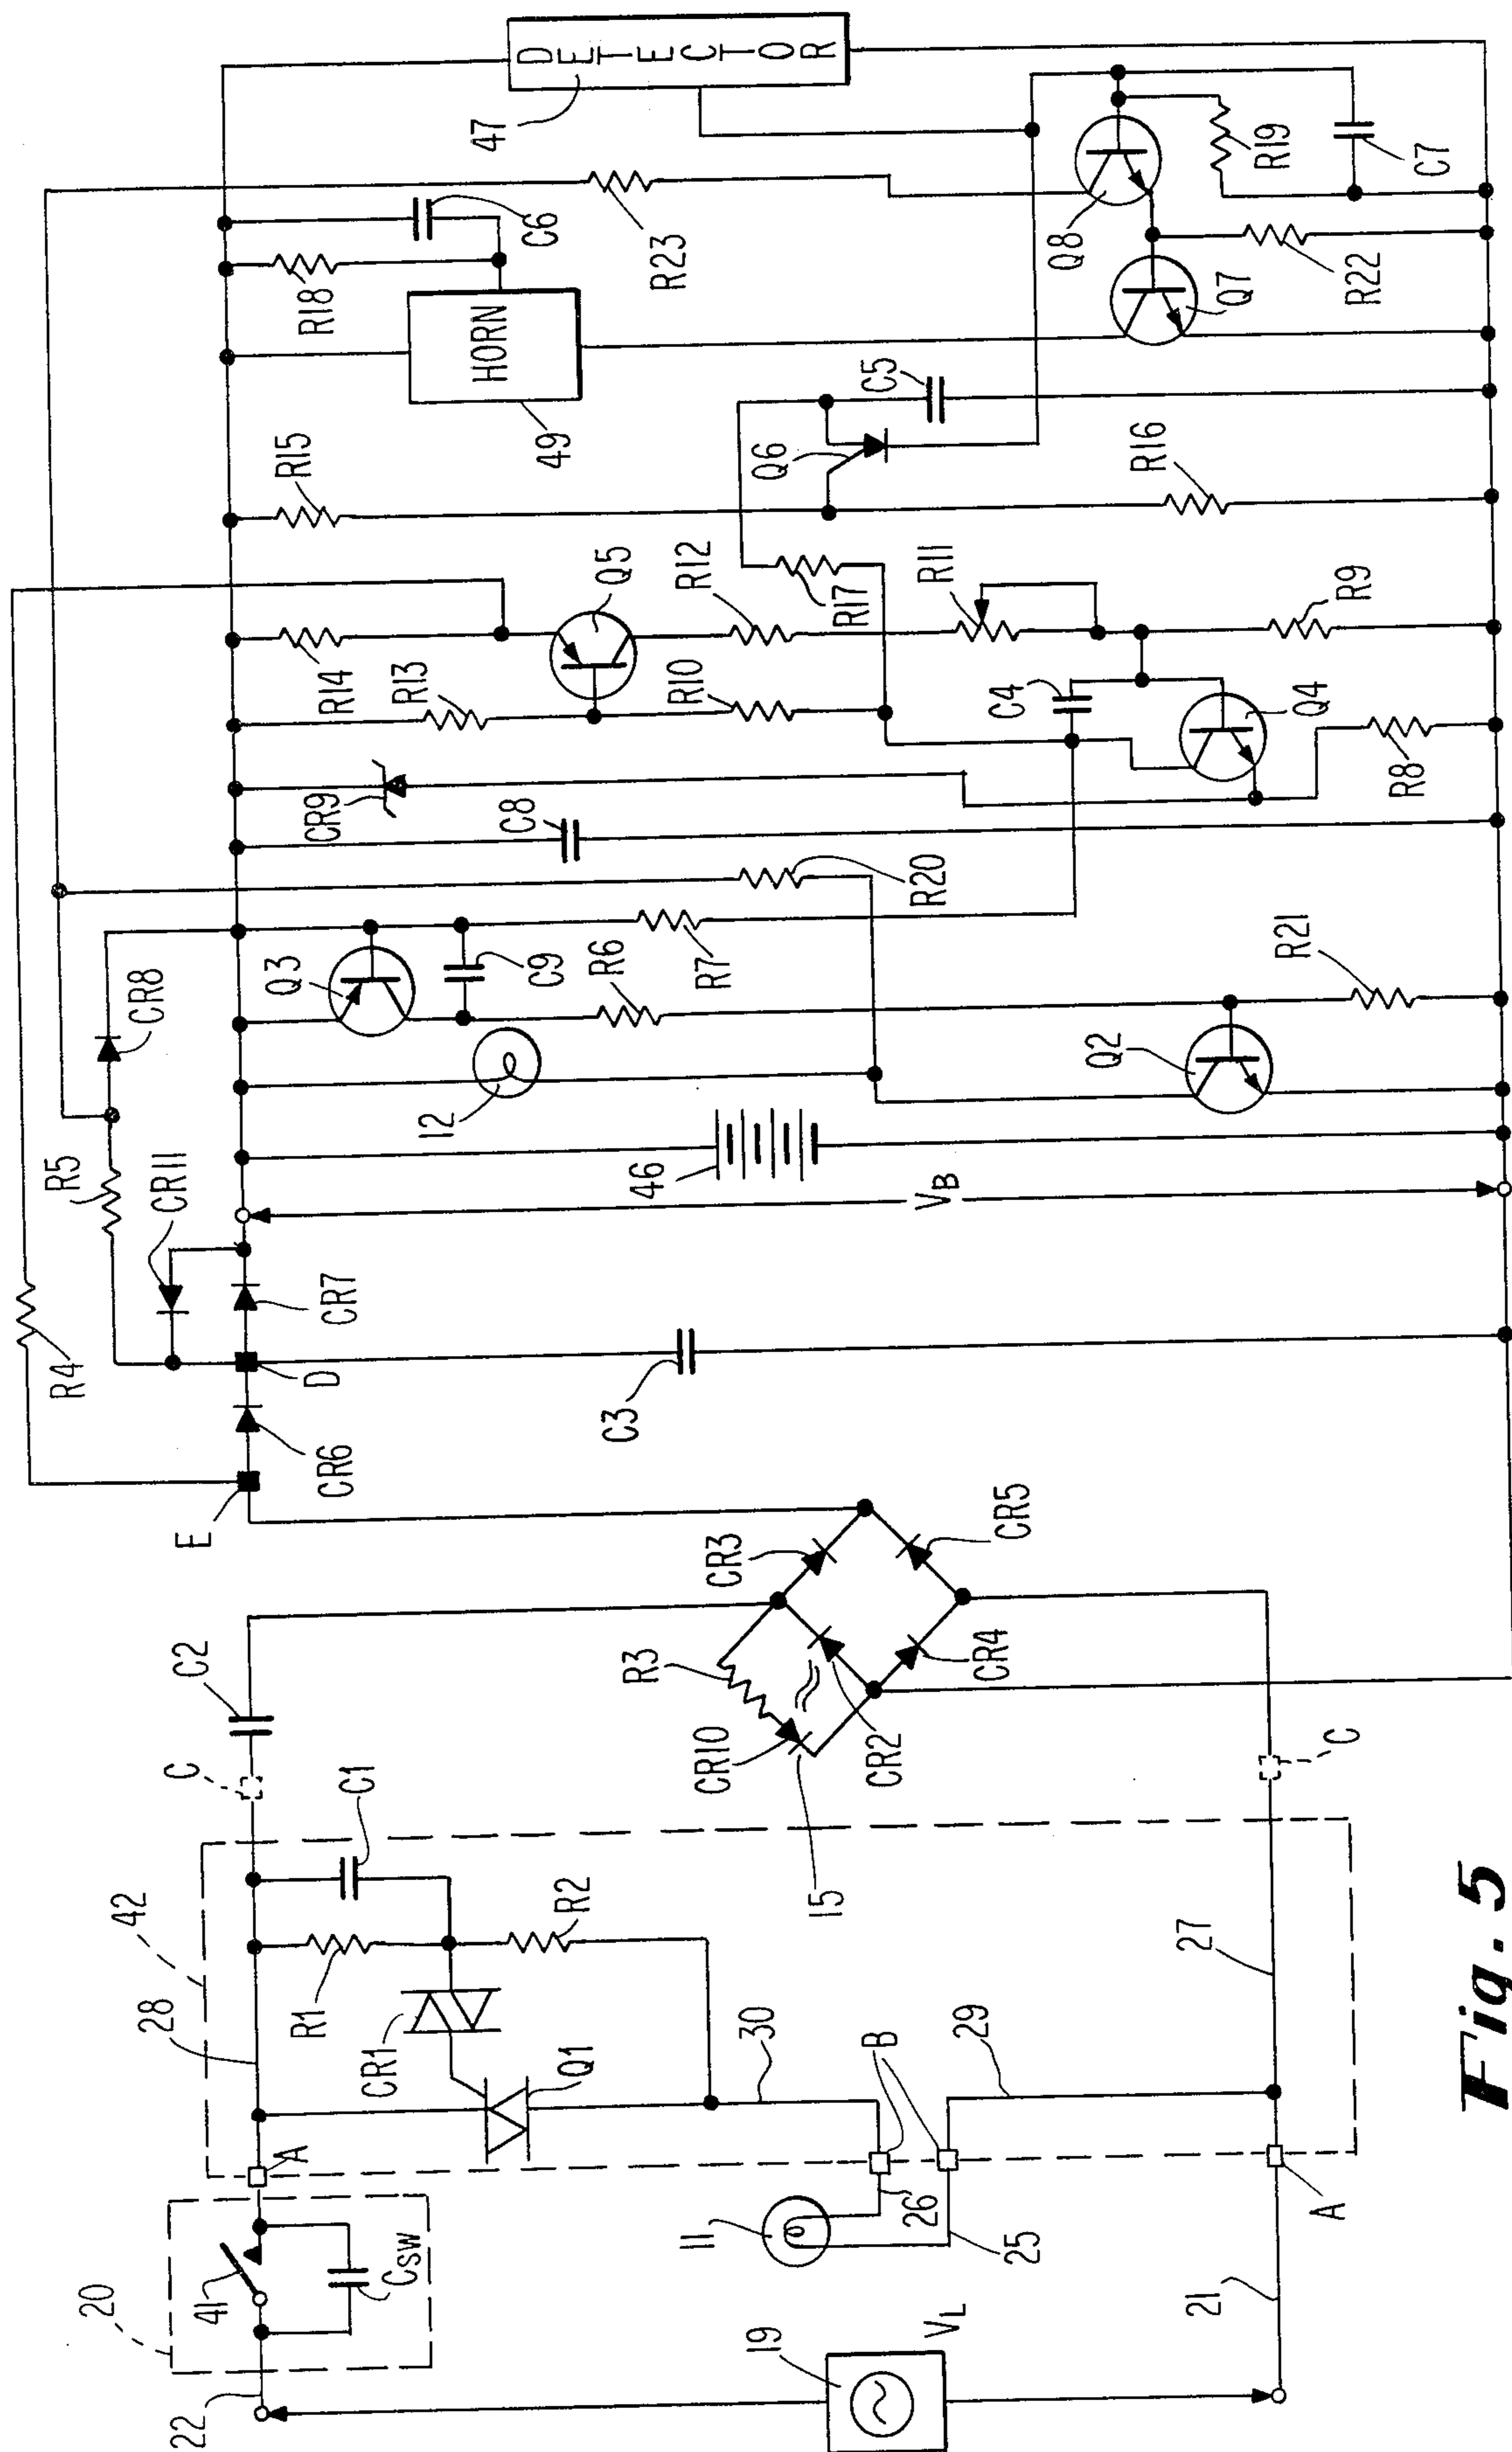 22
20
41
CSW
19
VL
21
A
A
11
26
25
B
30
29
27
28
42
Q1
CR1
R1
R2
C1
C
C
C2
15
CR10
R3
CR2
CR3
CR4
CR5
E
CR6
R4
D
C3
CR7
CR11
R5
CR8
VB
46
12
Q3
C9
R6
R7
Q2
R21
R20
C8
CR9
R13
R14
R10
Q5
R12
R11
C4
Q4
R8
R9
R17
R15
R16
Q6
C5
HORN
49
R18
C6
R23
Q8
Q7
R22
R19
C7
47
DETECTOR
Fig. 5